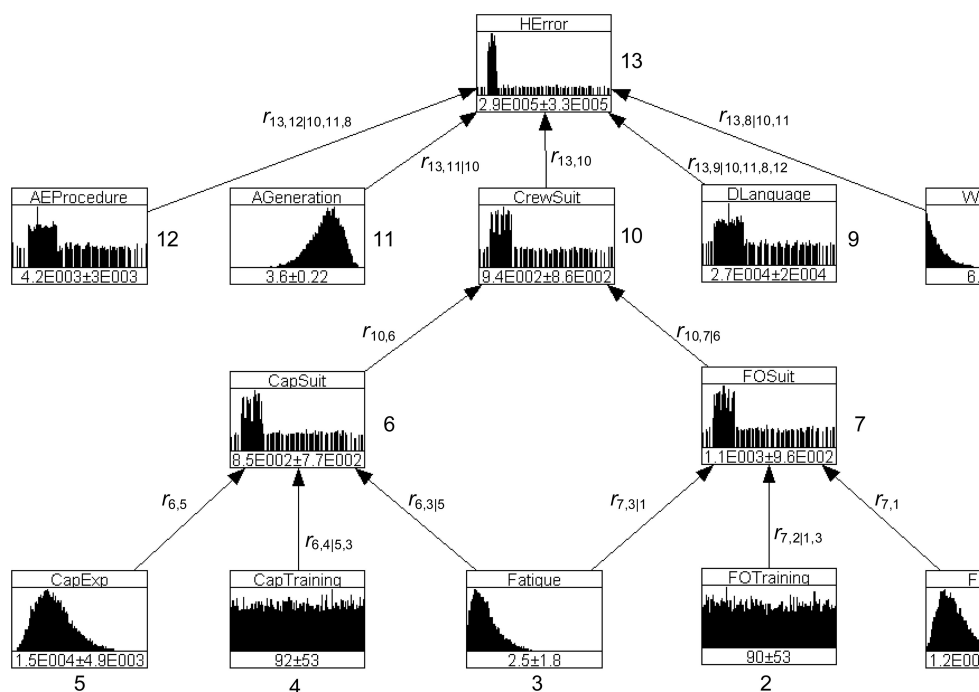 HError
13
2.9E005±3.3E005
r13,12|10,11,8
r13,11|10
r13,10
r13,9|10,11,8,12
r13,8|10,11
AEProcedure
12
4.2E003±3E003
AGeneration
11
3.6±0.22
CrewSuit
10
9.4E002±8.6E002
DLanguage
9
2.7E004±2E004
6.
r10,6
r10,7|6
CapSuit
6
8.5E002±7.7E002
FOSuit
7
1.1E003±9.6E002
r6,5
r6,4|5,3
r6,3|5
r7,3|1
r7,2|1,3
r7,1
CapExp
1.5E004±4.9E003
5
CapTraining
92±53
4
Fatigue
2.5±1.8
3
FOTraining
90±53
2
F
1.2E00